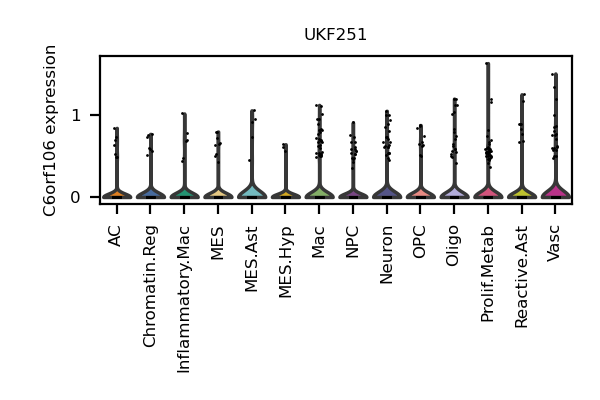 UKF251
C6orf106 expression
1
0
AC
Chromatin.Reg
Inflammatory.Mac
MES
MES.Ast
MES.Hyp
Mac
NPC
Neuron
OPC
Oligo
Prolif.Metab
Reactive.Ast
Vasc